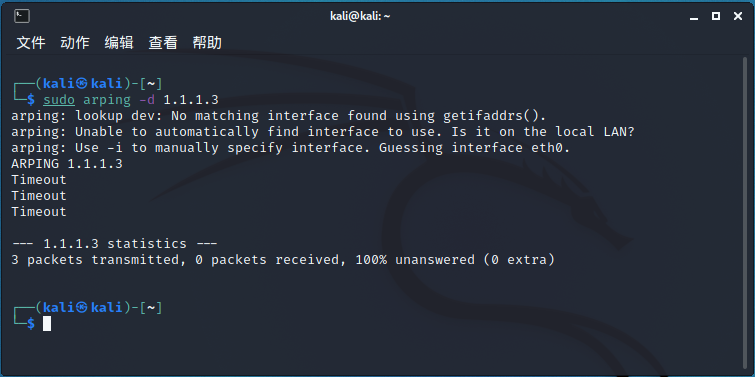 kali@kali: ~
文件 动作 编辑 查看 帮助
┌──(kali㉿kali)-[~]
└─$ sudo arping -d 1.1.1.3
arping: lookup dev: No matching interface found using getifaddrs().
arping: Unable to automatically find interface to use. Is it on the local LAN?
arping: Use -i to manually specify interface. Guessing interface eth0.
ARPING 1.1.1.3
Timeout
Timeout
Timeout
--- 1.1.1.3 statistics ---
3 packets transmitted, 0 packets received, 100% unanswered (0 extra)
┌──(kali㉿kali)-[~]
└─$